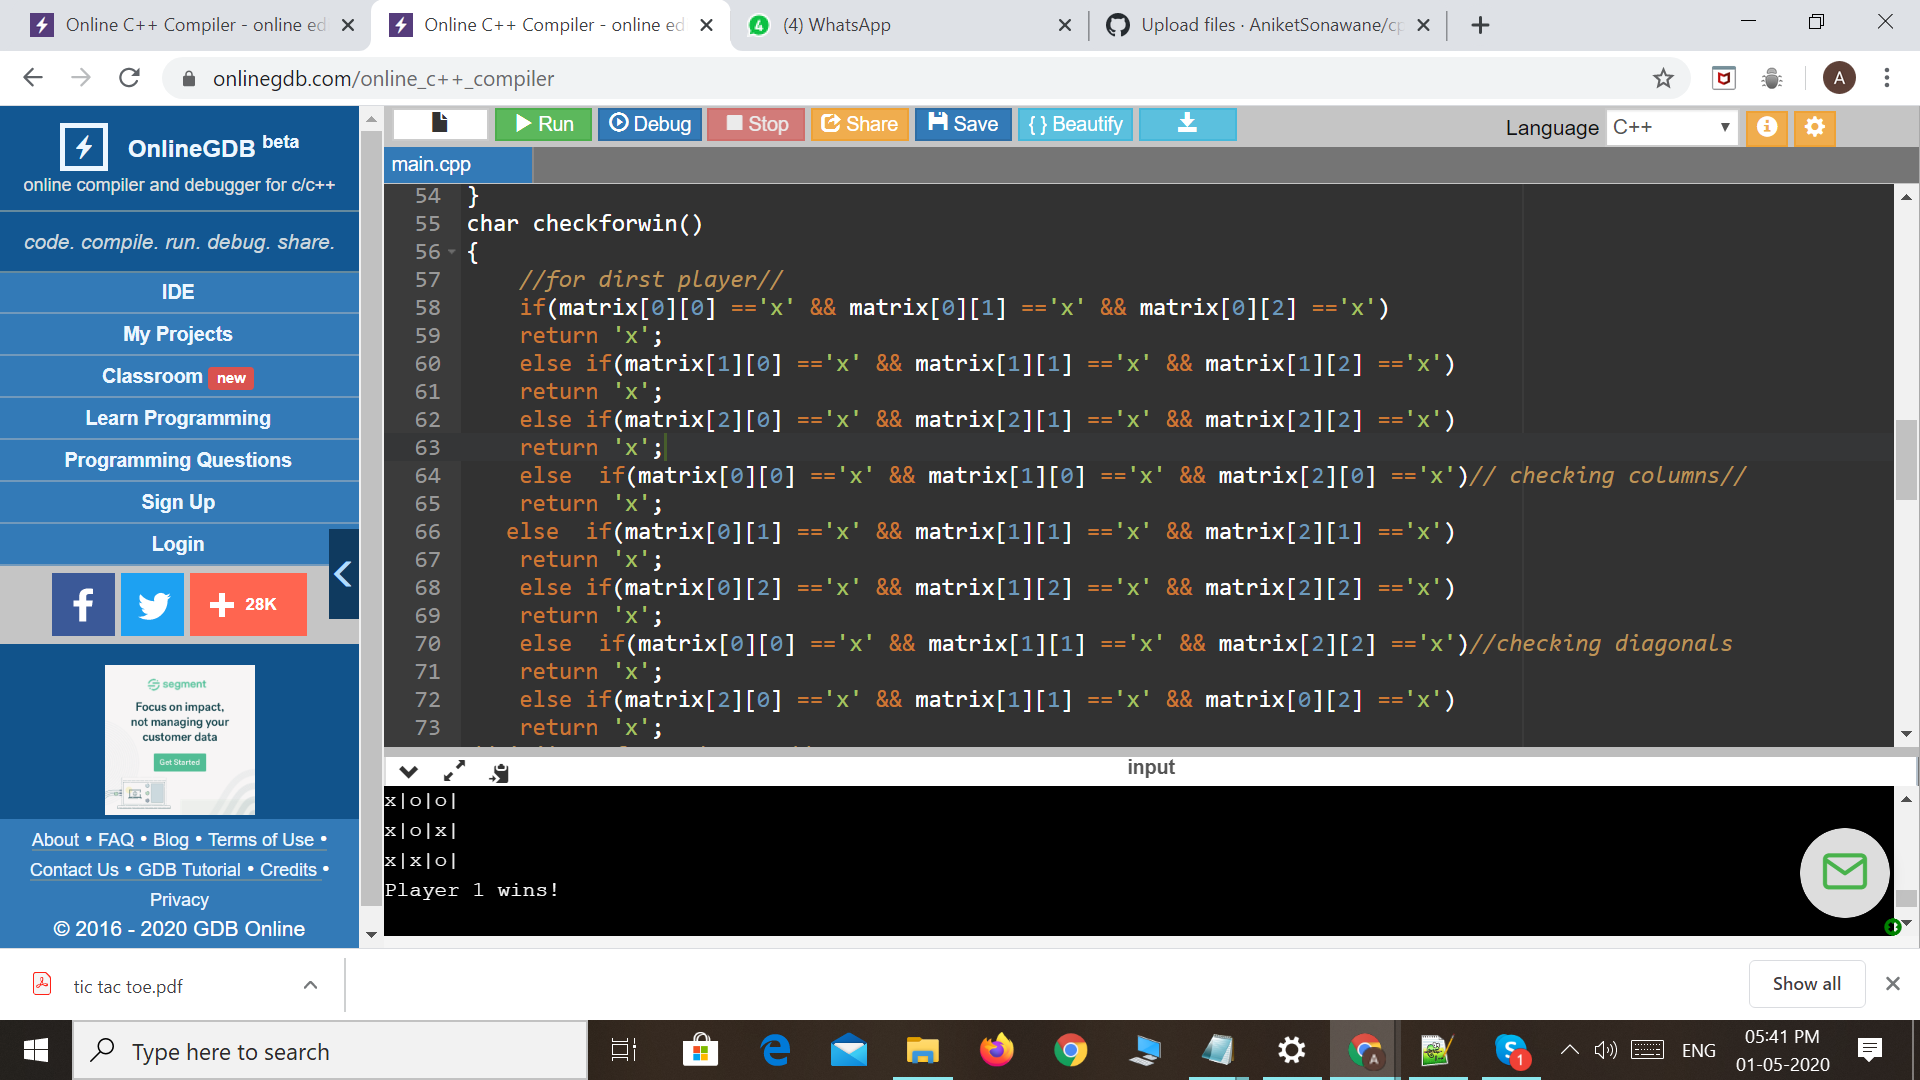 Online C++ Compiler - online ed
Online C++ Compiler - online ed
(4) WhatsApp
Upload files · AniketSonawane/cp
onlinegdb.com/online_c++_compiler
A
OnlineGDB beta
online compiler and debugger for c/c++
code. compile. run. debug. share.
IDE
My Projects
Classroom new
Learn Programming
Programming Questions
Sign Up
Login
28K
segment
Focus on impact,
not managing your
customer data
Get Started
About • FAQ • Blog • Terms of Use •
Contact Us • GDB Tutorial • Credits •
Privacy
© 2016 - 2020 GDB Online
Run
Debug
Stop
Share
Save
{ } Beautify
Language C++
main.cpp
54 }
55 char checkforwin()
56 {
57 //for dirst player//
58 if(matrix[0][0] =='x' && matrix[0][1] =='x' && matrix[0][2] =='x')
59 return 'x';
60 else if(matrix[1][0] =='x' && matrix[1][1] =='x' && matrix[1][2] =='x')
61 return 'x';
62 else if(matrix[2][0] =='x' && matrix[2][1] =='x' && matrix[2][2] =='x')
63 return 'x';
64 else  if(matrix[0][0] =='x' && matrix[1][0] =='x' && matrix[2][0] =='x')// checking columns//
65 return 'x';
66 else  if(matrix[0][1] =='x' && matrix[1][1] =='x' && matrix[2][1] =='x')
67 return 'x';
68 else if(matrix[0][2] =='x' && matrix[1][2] =='x' && matrix[2][2] =='x')
69 return 'x';
70 else  if(matrix[0][0] =='x' && matrix[1][1] =='x' && matrix[2][2] =='x')//checking diagonals
71 return 'x';
72 else if(matrix[2][0] =='x' && matrix[1][1] =='x' && matrix[0][2] =='x')
73 return 'x';
input
x|o|o|
x|o|x|
x|x|o|
Player 1 wins!
tic tac toe.pdf
Show all
Type here to search
A
1
ENG
05:41 PM
01-05-2020